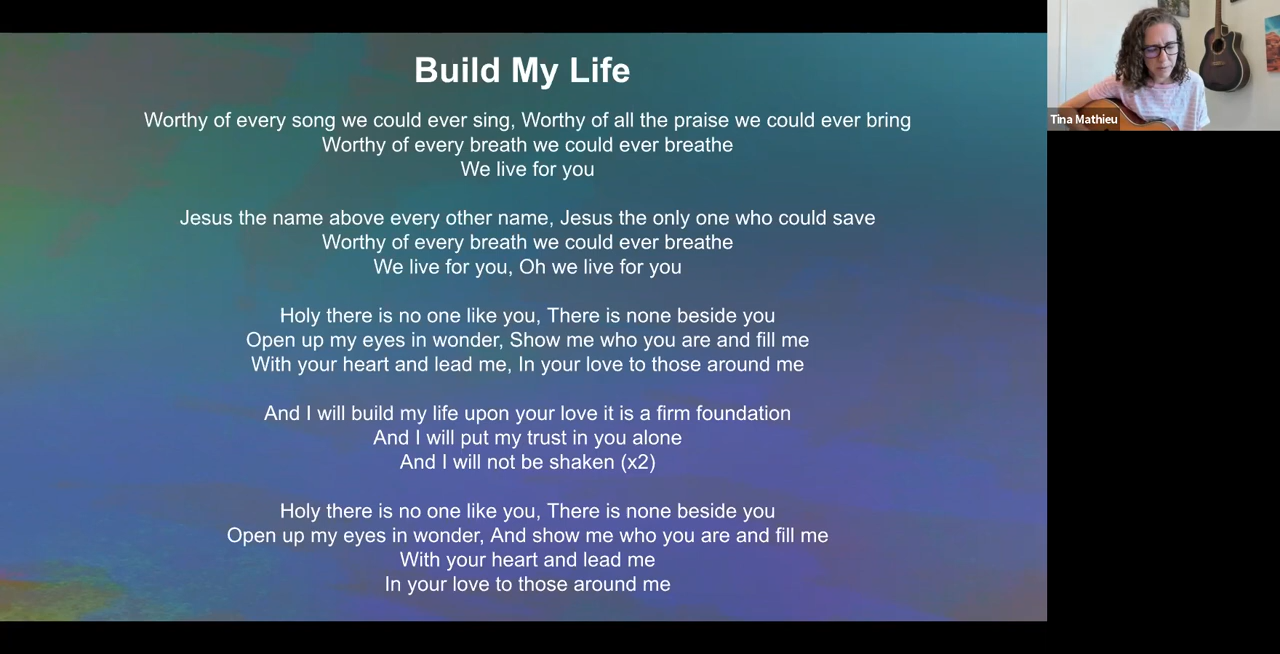 Build My Life
Worthy of every song we could ever sing, Worthy of all the praise we could ever bring
Worthy of every breath we could ever breathe
We live for you
Jesus the name above every other name, Jesus the only one who could save
Worthy of every breath we could ever breathe
We live for you, Oh we live for you
Holy there is no one like you, There is none beside you
Open up my eyes in wonder, Show me who you are and fill me
With your heart and lead me, In your love to those around me
And I will build my life upon your love it is a firm foundation
And I will put my trust in you alone
And I will not be shaken (x2)
Holy there is no one like you, There is none beside you
Open up my eyes in wonder, And show me who you are and fill me
With your heart and lead me
In your love to those around me
Tina Mathieu